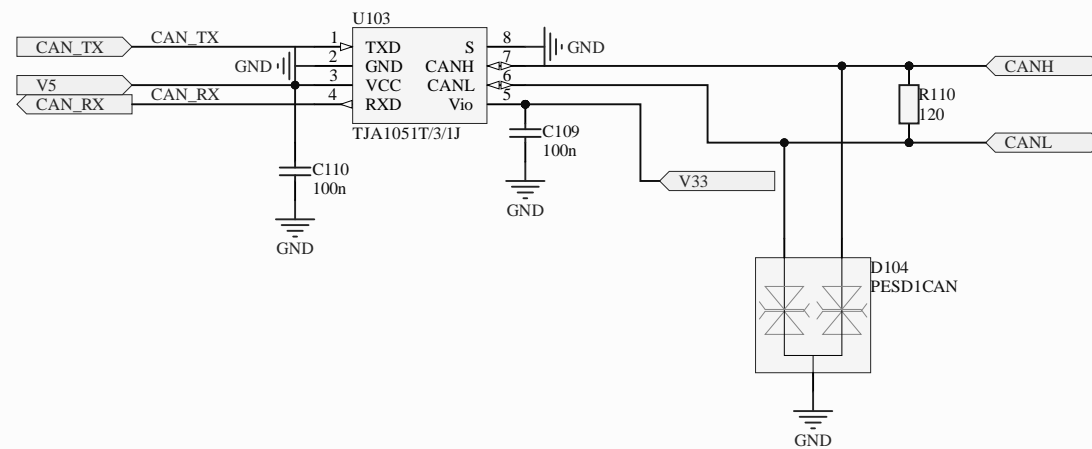 U103
CAN_TX
CAN_TX
1
TXD
S
8
GND
GND
2
GND
CANH
7
CANH
V5
3
VCC
CANL
6
R110
120
CAN_RX
CAN_RX
4
RXD
Vio
5
TJA1051T/3/1J
C109
100n
CANL
C110
100n
V33
GND
GND
D104
PESD1CAN
GND